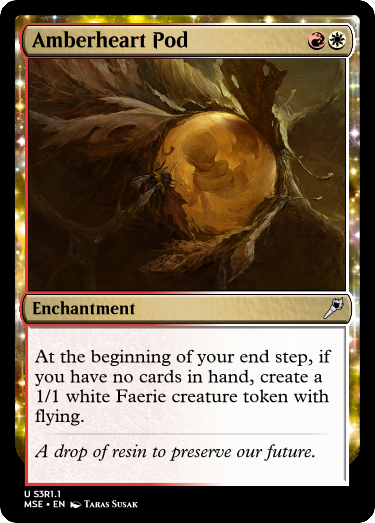 Amberheart Pod
Enchantment
At the beginning of your end step, if
you have no cards in hand, create a
1/1 white Faerie creature token with
flying.
A drop of resin to preserve our future.
U S3R1.1
MSE • EN Taras Susak